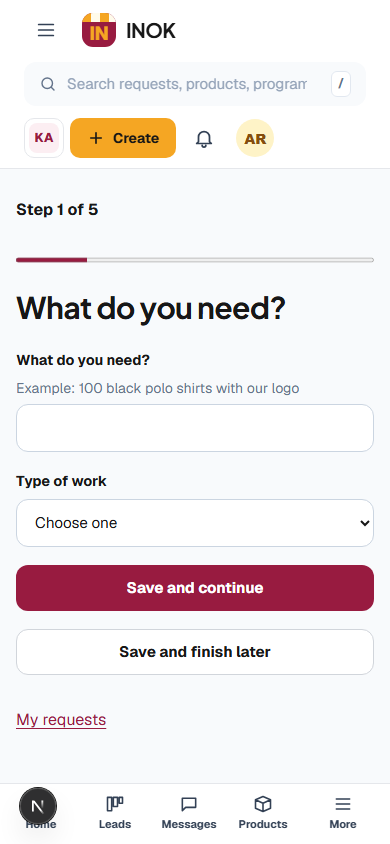 IN INOK
Search requests, products, program /
KA + Create AR
Step 1 of 5
What do you need?
What do you need?
Example: 100 black polo shirts with our logo
Type of work
Choose one
Save and continue
Save and finish later
My requests
N
Home Leads Messages Products More